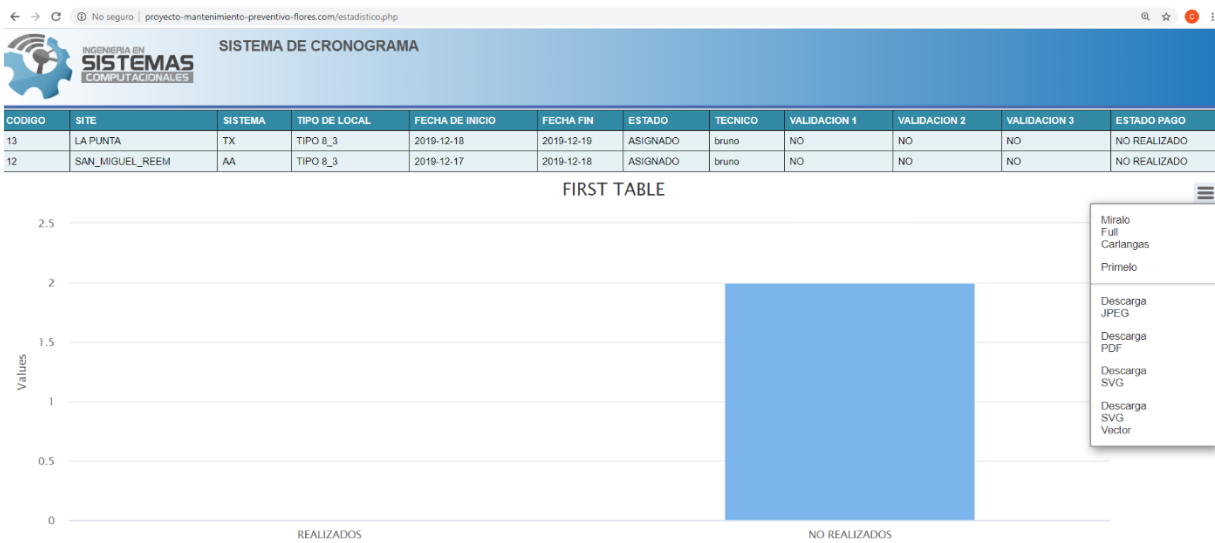 No seguro | proyecto-mantenimiento-preventivo-flores.com/estadistico.php
INGENIERIA EN
SISTEMAS
COMPUTACIONALES
SISTEMA DE CRONOGRAMA
CODIGO SITE SISTEMA TIPO DE LOCAL FECHA DE INICIO FECHA FIN ESTADO TECNICO VALIDACION 1 VALIDACION 2 VALIDACION 3 ESTADO PAGO
13 LA PUNTA TX TIPO 8_3 2019-12-18 2019-12-19 ASIGNADO bruno NO NO NO NO REALIZADO
12 SAN_MIGUEL_REEM AA TIPO 8_3 2019-12-17 2019-12-18 ASIGNADO bruno NO NO NO NO REALIZADO
FIRST TABLE
Miralo
Full
Carlangas
Primelo
Descarga
JPEG
Descarga
PDF
Descarga
SVG
Descarga
SVG
Vector
Values
2.5
2
1.5
1
0.5
0
REALIZADOS NO REALIZADOS